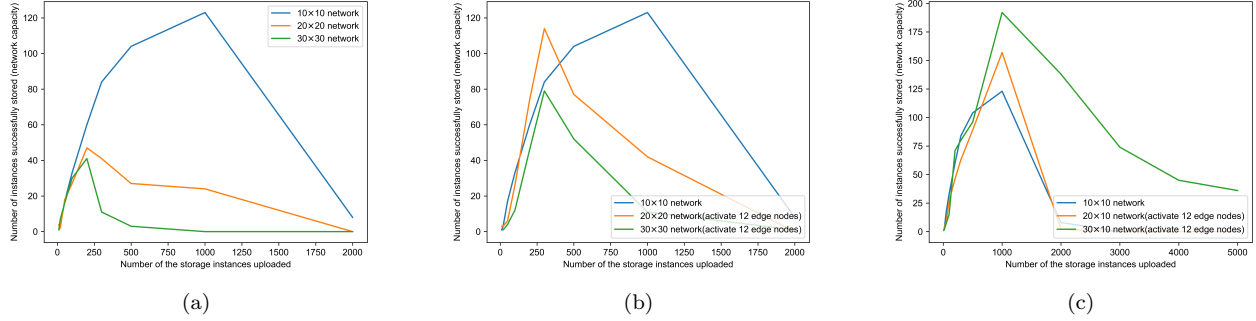 Number of instances successfully stored (network capacity)
120
100
80
60
40
20
0
10×10 network
20×20 network
30×30 network
0
250
500
750
1000
1250
1500
1750
2000
Number of the storage instances uploaded
(a)
Number of instances successfully stored (network capacity)
120
100
80
60
40
20
0
10×10 network
20×20 network(activate 12 edge nodes)
30×30 network(activate 12 edge nodes)
0
250
500
750
1000
1250
1500
1750
2000
Number of the storage instances uploaded
(b)
Number of instances successfully stored (network capacity)
200
175
150
125
100
75
50
25
0
10×10 network
20×10 network(activate 12 edge nodes)
30×10 network(activate 12 edge nodes)
0
1000
2000
3000
4000
5000
Number of the storage instances uploaded
(c)